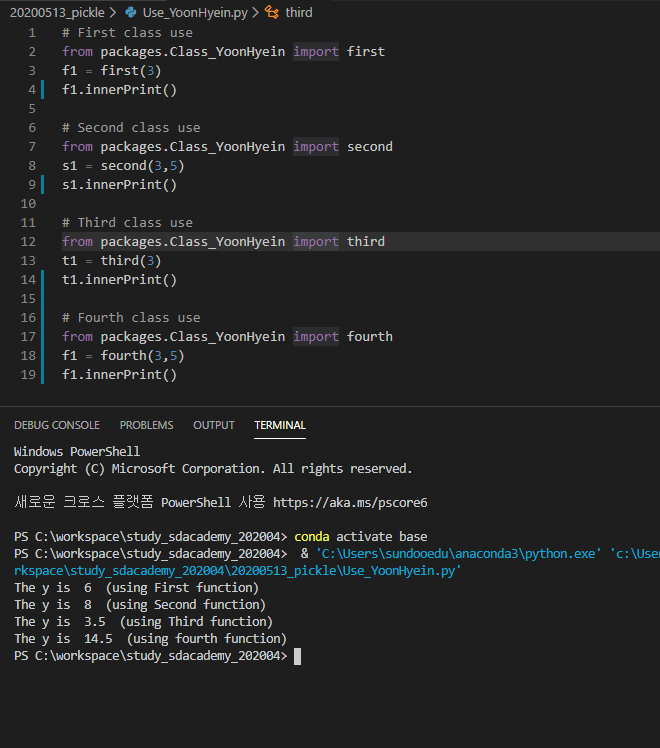 20200513_pickle > Use_YoonHyein.py > third
1 # First class use
2 from packages.Class_YoonHyein import first
3 f1 = first(3)
4 f1.innerPrint()
5
6 # Second class use
7 from packages.Class_YoonHyein import second
8 s1 = second(3,5)
9 s1.innerPrint()
10
11 # Third class use
12 from packages.Class_YoonHyein import third
13 t1 = third(3)
14 t1.innerPrint()
15
16 # Fourth class use
17 from packages.Class_YoonHyein import fourth
18 f1 = fourth(3,5)
19 f1.innerPrint()
DEBUG CONSOLE PROBLEMS OUTPUT TERMINAL
Windows PowerShell
Copyright (C) Microsoft Corporation. All rights reserved.
새로운 크로스 플랫폼 PowerShell 사용 https://aka.ms/pscore6
PS C:\workspace\study_sdacademy_202004> conda activate base
PS C:\workspace\study_sdacademy_202004>  & 'C:\Users\sundooedu\anaconda3\python.exe' 'c:\Use
rkspace\study_sdacademy_202004\20200513_pickle\Use_YoonHyein.py'
The y is  6  (using First function)
The y is  8  (using Second function)
The y is  3.5  (using Third function)
The y is  14.5  (using fourth function)
PS C:\workspace\study_sdacademy_202004>